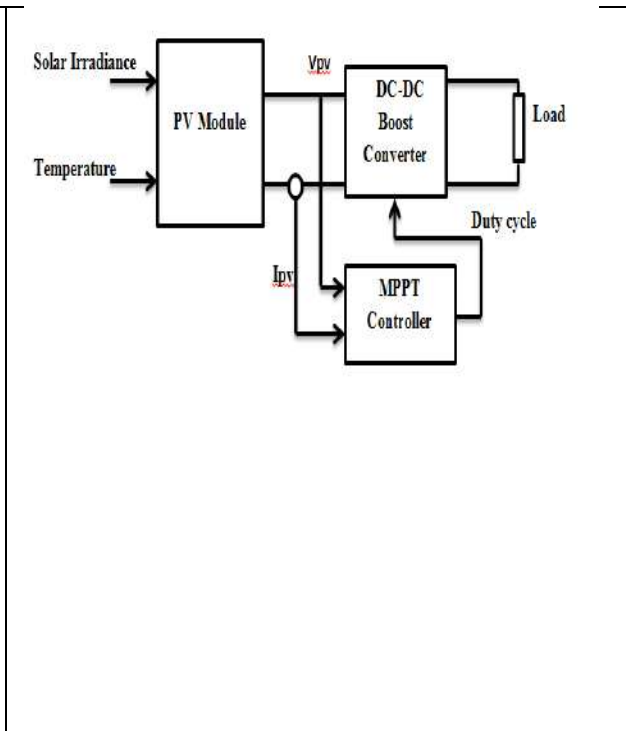 Solar Irradiance
Temperature
PV Module
Vpv
Ipv
DC-DC
Boost
Converter
Load
Duty cycle
MPPT
Controller